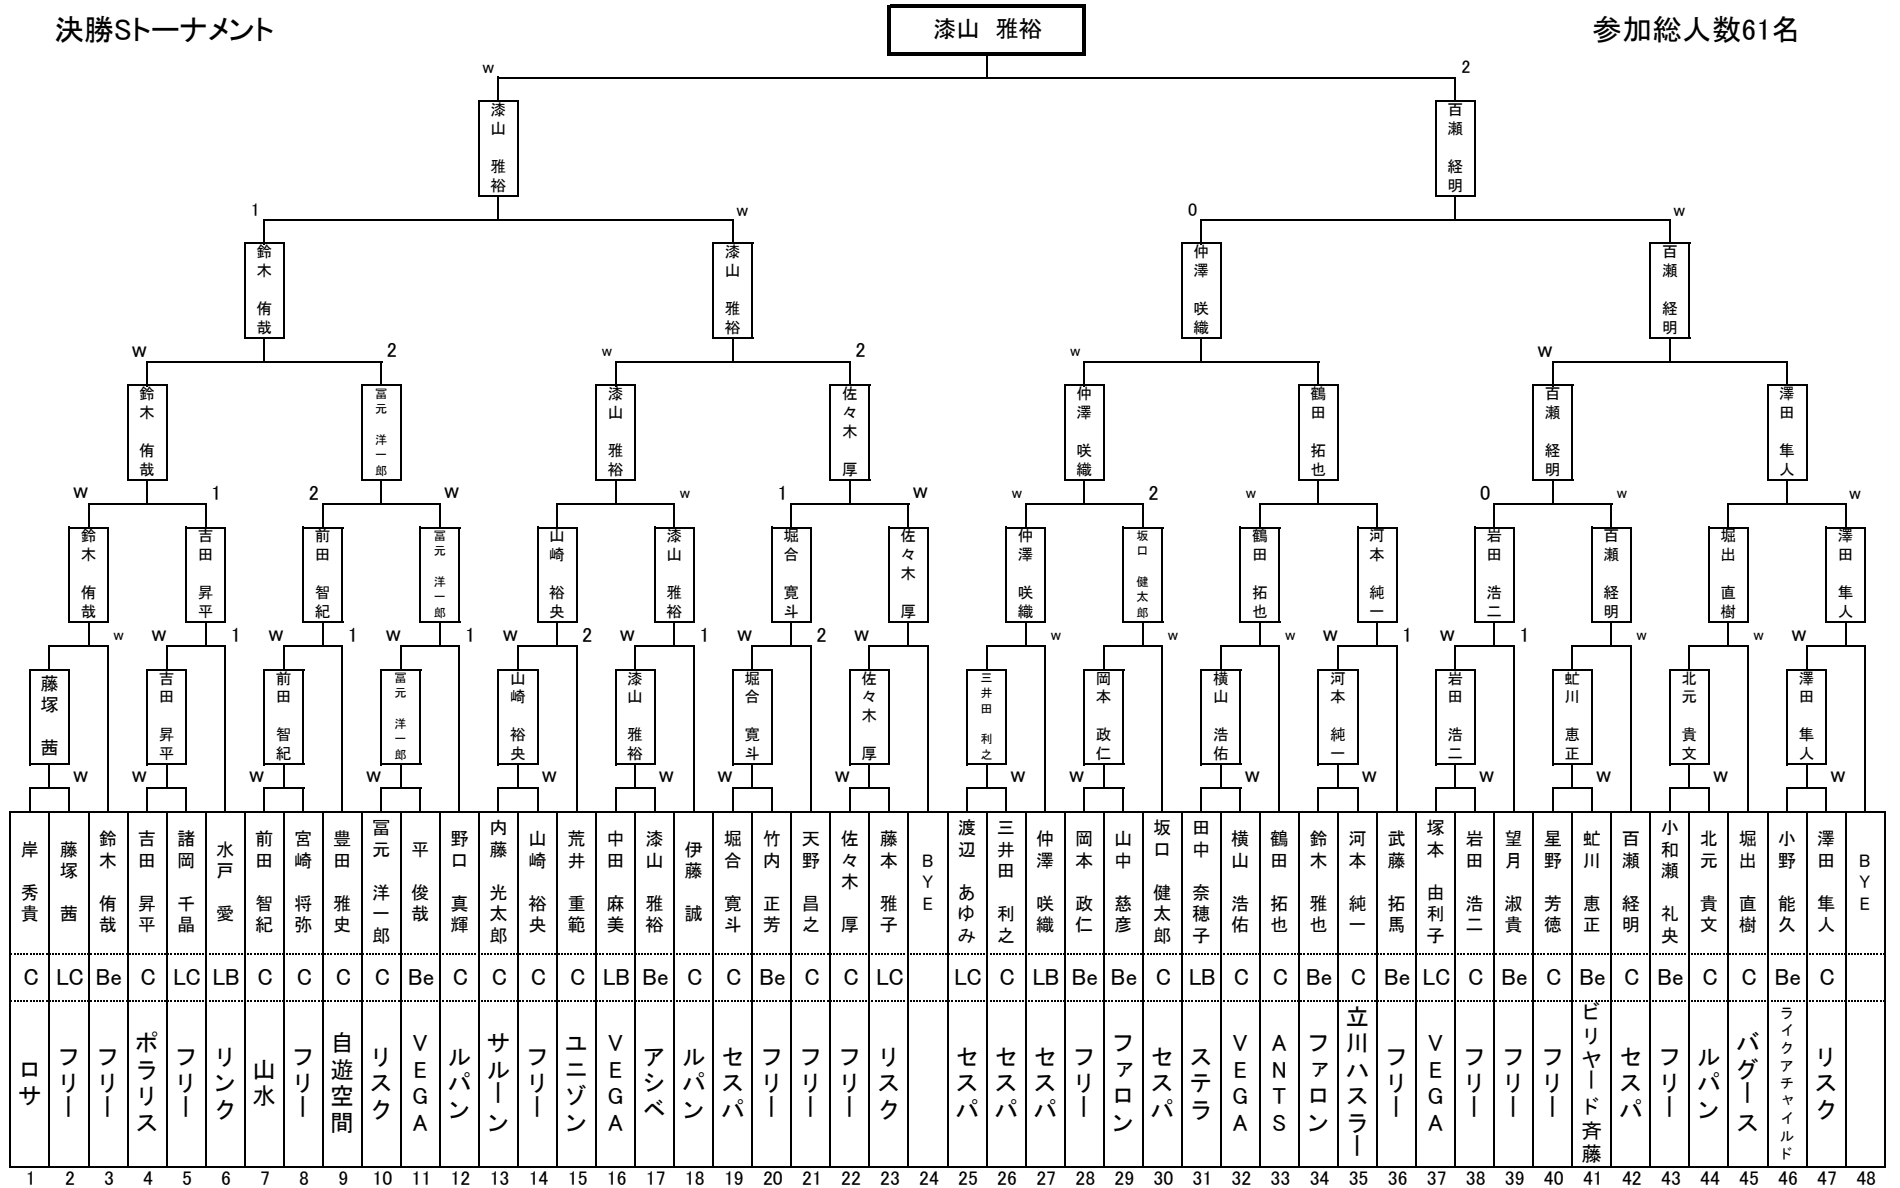 決勝Sトーナメント
漆山 雅裕
参加総人数61名
w 2
漆山 雅裕
百瀬 経明
1 w 0 w
鈴木 侑哉
漆山 雅裕
仲澤 咲織
百瀬 経明
w 2 w 2 w w
鈴木 侑哉
冨元 洋一郎
漆山 雅裕
佐々木 厚
仲澤 咲織
鶴田 拓也
百瀬 経明
澤田 隼人
w 1 2 w w 1 w w 2 w 0 w w
鈴木 侑哉
吉田 昇平
前田 智紀
冨元 洋一郎
山崎 裕央
漆山 雅裕
堀合 寛斗
佐々木 厚
仲澤 咲織
坂口 健太郎
鶴田 拓也
河本 純一
岩田 浩二
百瀬 経明
堀出 直樹
澤田 隼人
w w 1 w 1 w 1 w 2 w 1 w 2 w w w w w 1 w 1 w w w
藤塚 茜
吉田 昇平
前田 智紀
冨元 洋一郎
山崎 裕央
漆山 雅裕
堀合 寛斗
佐々木 厚
三井田 利之
岡本 政仁
横山 浩佑
河本 純一
岩田 浩二
虻川 恵正
北元 貴文
澤田 隼人
w w w w w w w w w w w w w w w w
岸 秀貴
藤塚 茜
鈴木 侑哉
吉田 昇平
諸岡 千晶
水戸 愛
前田 智紀
宮崎 将弥
豊田 雅史
冨元 洋一郎
平 俊哉
野口 真輝
内藤 光太郎
山崎 裕央
荒井 重範
中田 麻美
漆山 雅裕
伊藤 誠
堀合 寛斗
竹内 正芳
天野 昌之
佐々木 厚
藤本 雅子
BYE
渡辺 あゆみ
三井田 利之
仲澤 咲織
岡本 政仁
山中 慈彦
坂口 健太郎
田中 奈穂子
横山 浩佑
鶴田 拓也
鈴木 雅也
河本 純一
武藤 拓馬
塚本 由利子
岩田 浩二
望月 淑貴
星野 芳徳
虻川 恵正
百瀬 経明
小和瀬 礼央
北元 貴文
堀出 直樹
小野 能久
澤田 隼人
BYE
C LC Be C LC LB C C C C Be C C C C LB Be C C Be C C LC LC C LB Be Be C LB C C Be C Be LC C Be C Be C Be C C Be C
ロサ
フリー
フリー
ポラリス
フリー
リンク
山水
フリー
自遊空間
リスク
VEGA
ルパン
サルーン
フリー
ユニゾン
VEGA
アシベ
ルパン
セスパ
フリー
フリー
フリー
リスク
セスパ
セスパ
セスパ
フリー
ファロン
セスパ
ステラ
VEGA
ANTS
ファロン
立川ハスラー
フリー
VEGA
フリー
フリー
フリー
ビリヤード斉藤
セスパ
フリー
ルパン
バグース
ライクアチャイルド
リスク
1 2 3 4 5 6 7 8 9 10 11 12 13 14 15 16 17 18 19 20 21 22 23 24 25 26 27 28 29 30 31 32 33 34 35 36 37 38 39 40 41 42 43 44 45 46 47 48